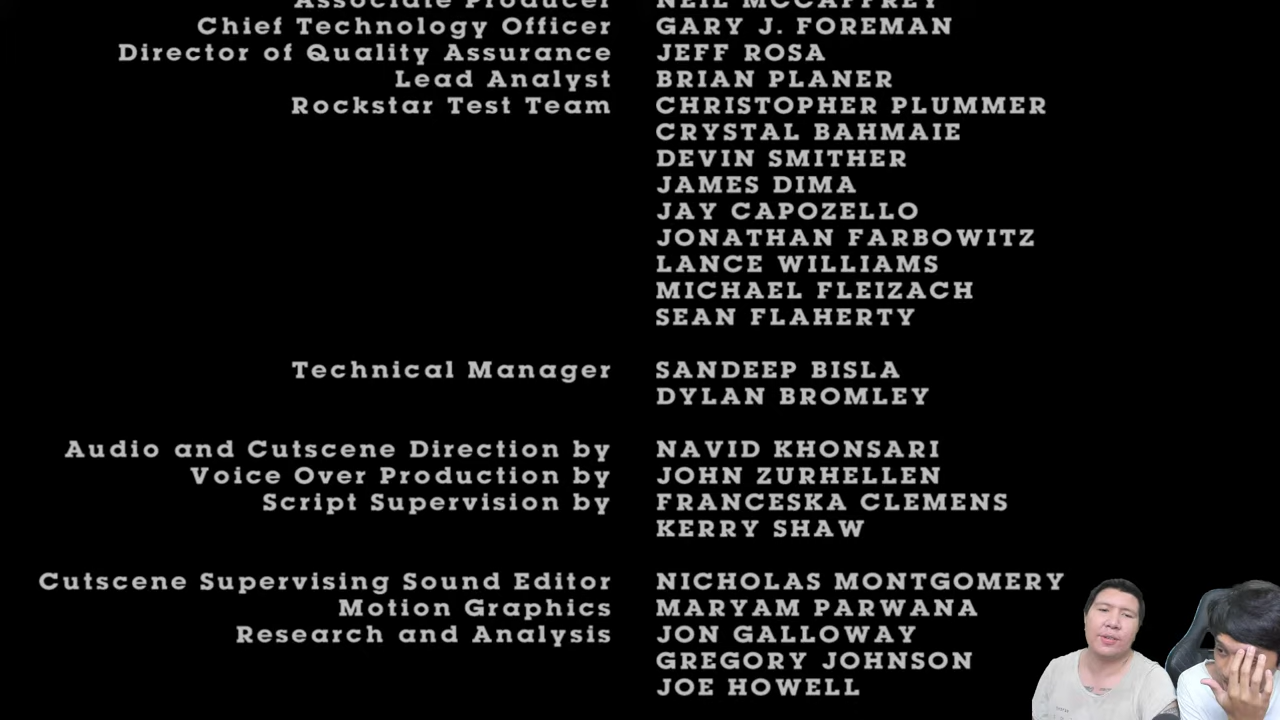 Associate Producer NEIL MCCAFFREY
Chief Technology Officer GARY J. FOREMAN
Director of Quality Assurance JEFF ROSA
Lead Analyst BRIAN PLANER
Rockstar Test Team CHRISTOPHER PLUMMER
CRYSTAL BAHMAIE
DEVIN SMITHER
JAMES DIMA
JAY CAPOZELLO
JONATHAN FARBOWITZ
LANCE WILLIAMS
MICHAEL FLEIZACH
SEAN FLAHERTY
Technical Manager SANDEEP BISLA
DYLAN BROMLEY
Audio and Cutscene Direction by NAVID KHONSARI
Voice Over Production by JOHN ZURHELLEN
Script Supervision by FRANCESKA CLEMENS
KERRY SHAW
Cutscene Supervising Sound Editor NICHOLAS MONTGOMERY
Motion Graphics MARYAM PARWANA
Research and Analysis JON GALLOWAY
GREGORY JOHNSON
JOE HOWELL